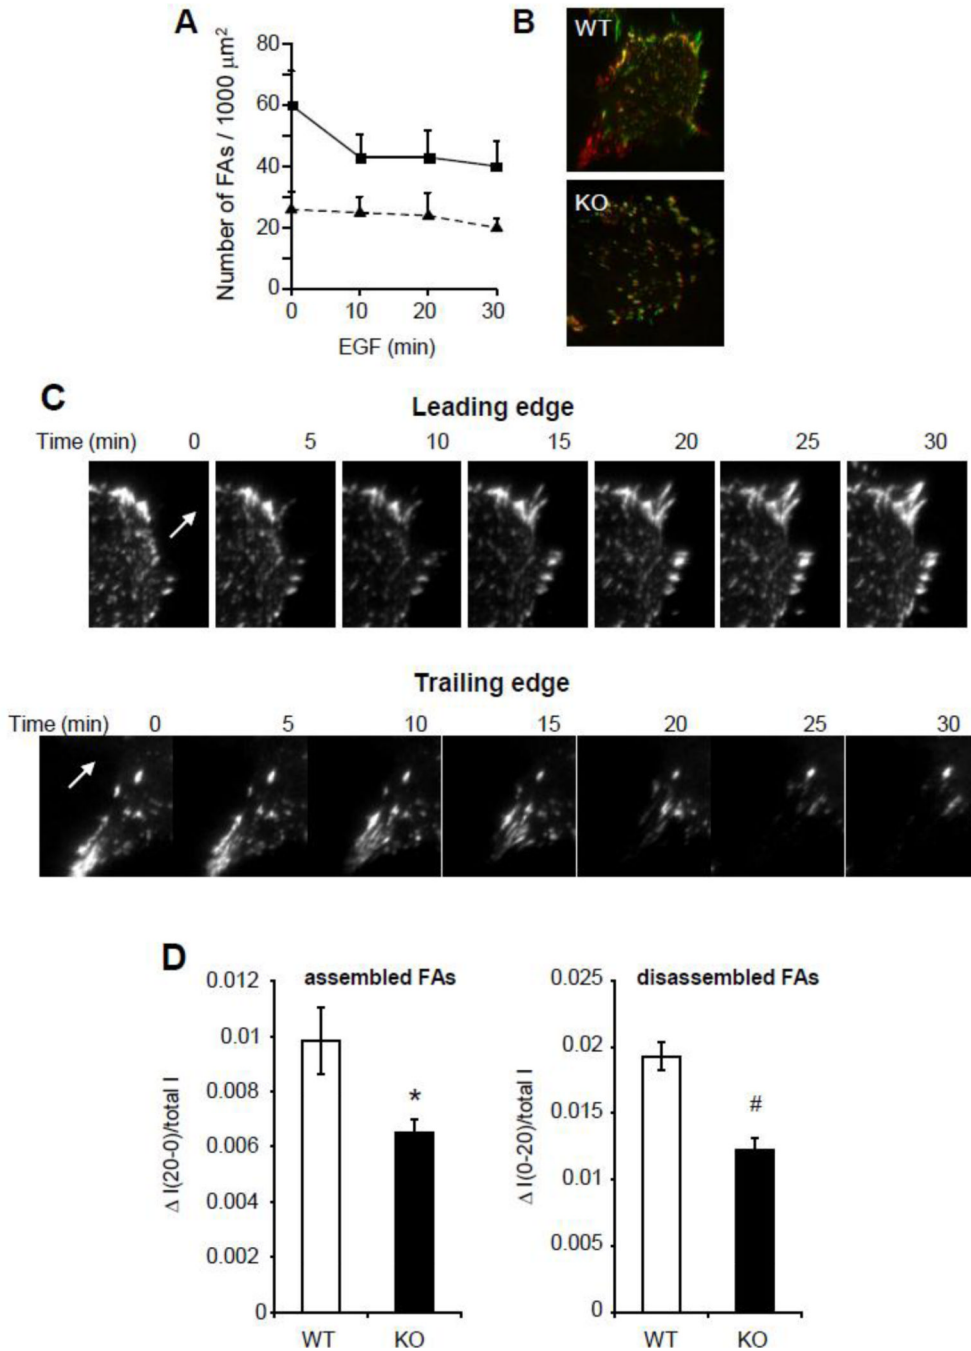 A
B
Number of FAs / 1000 μm²
80
60
40
20
0
0 10 20 30
EGF (min)
WT
KO
C
Leading edge
Time (min) 0 5 10 15 20 25 30
Trailing edge
Time (min) 0 5 10 15 20 25 30
D
assembled FAs
Δ I(20-0)/total I
0.012
0.01
0.008
0.006
0.004
0.002
0
*
WT KO
disassembled FAs
Δ I(0-20)/total I
0.025
0.02
0.015
0.01
0.005
0
#
WT KO